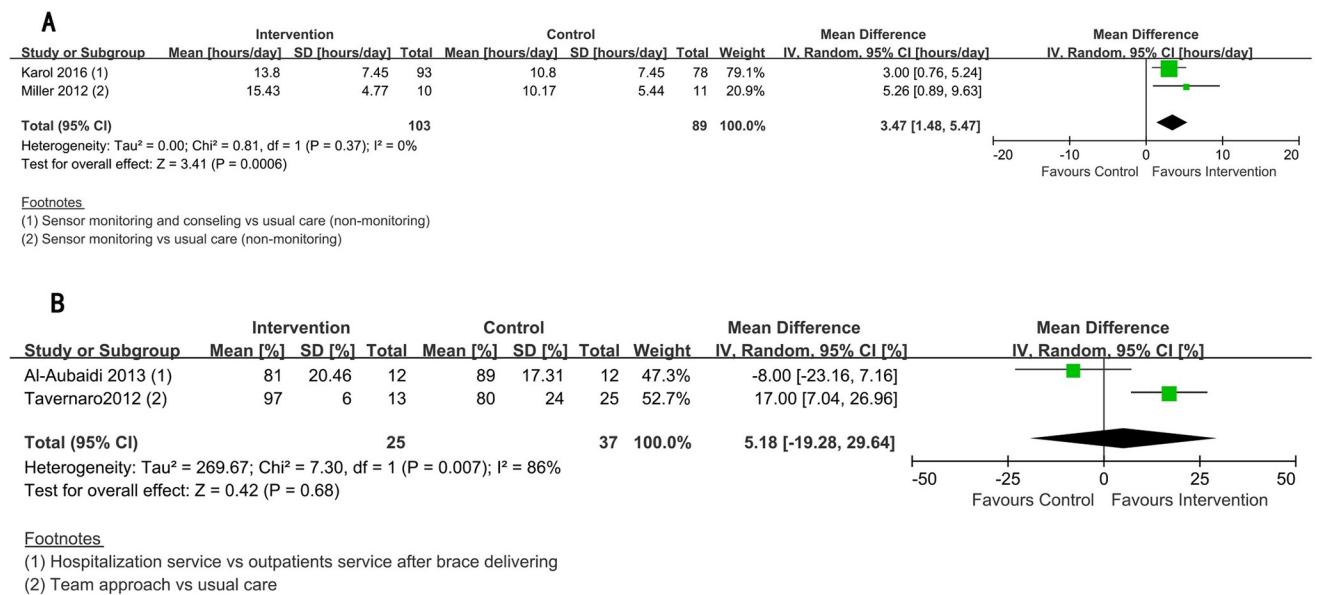 A
Intervention Control Mean Difference Mean Difference
Study or Subgroup Mean [hours/day] SD [hours/day] Total Mean [hours/day] SD [hours/day] Total Weight IV, Random, 95% CI [hours/day] IV, Random, 95% CI [hours/day]
Karol 2016 (1) 13.8 7.45 93 10.8 7.45 78 79.1% 3.00 [0.76, 5.24]
Miller 2012 (2) 15.43 4.77 10 10.17 5.44 11 20.9% 5.26 [0.89, 9.63]
Total (95% CI) 103 89 100.0% 3.47 [1.48, 5.47]
Heterogeneity: Tau² = 0.00; Chi² = 0.81, df = 1 (P = 0.37); I² = 0%
Test for overall effect: Z = 3.41 (P = 0.0006)
-20 -10 0 10 20
Favours Control Favours Intervention
Footnotes
(1) Sensor monitoring and conseling vs usual care (non-monitoring)
(2) Sensor monitoring vs usual care (non-monitoring)
B
Intervention Control Mean Difference Mean Difference
Study or Subgroup Mean [%] SD [%] Total Mean [%] SD [%] Total Weight IV, Random, 95% CI [%] IV, Random, 95% CI [%]
Al-Aubaidi 2013 (1) 81 20.46 12 89 17.31 12 47.3% -8.00 [-23.16, 7.16]
Tavernaro2012 (2) 97 6 13 80 24 25 52.7% 17.00 [7.04, 26.96]
Total (95% CI) 25 37 100.0% 5.18 [-19.28, 29.64]
Heterogeneity: Tau² = 269.67; Chi² = 7.30, df = 1 (P = 0.007); I² = 86%
Test for overall effect: Z = 0.42 (P = 0.68)
-50 -25 0 25 50
Favours Control Favours Intervention
Footnotes
(1) Hospitalization service vs outpatients service after brace delivering
(2) Team approach vs usual care